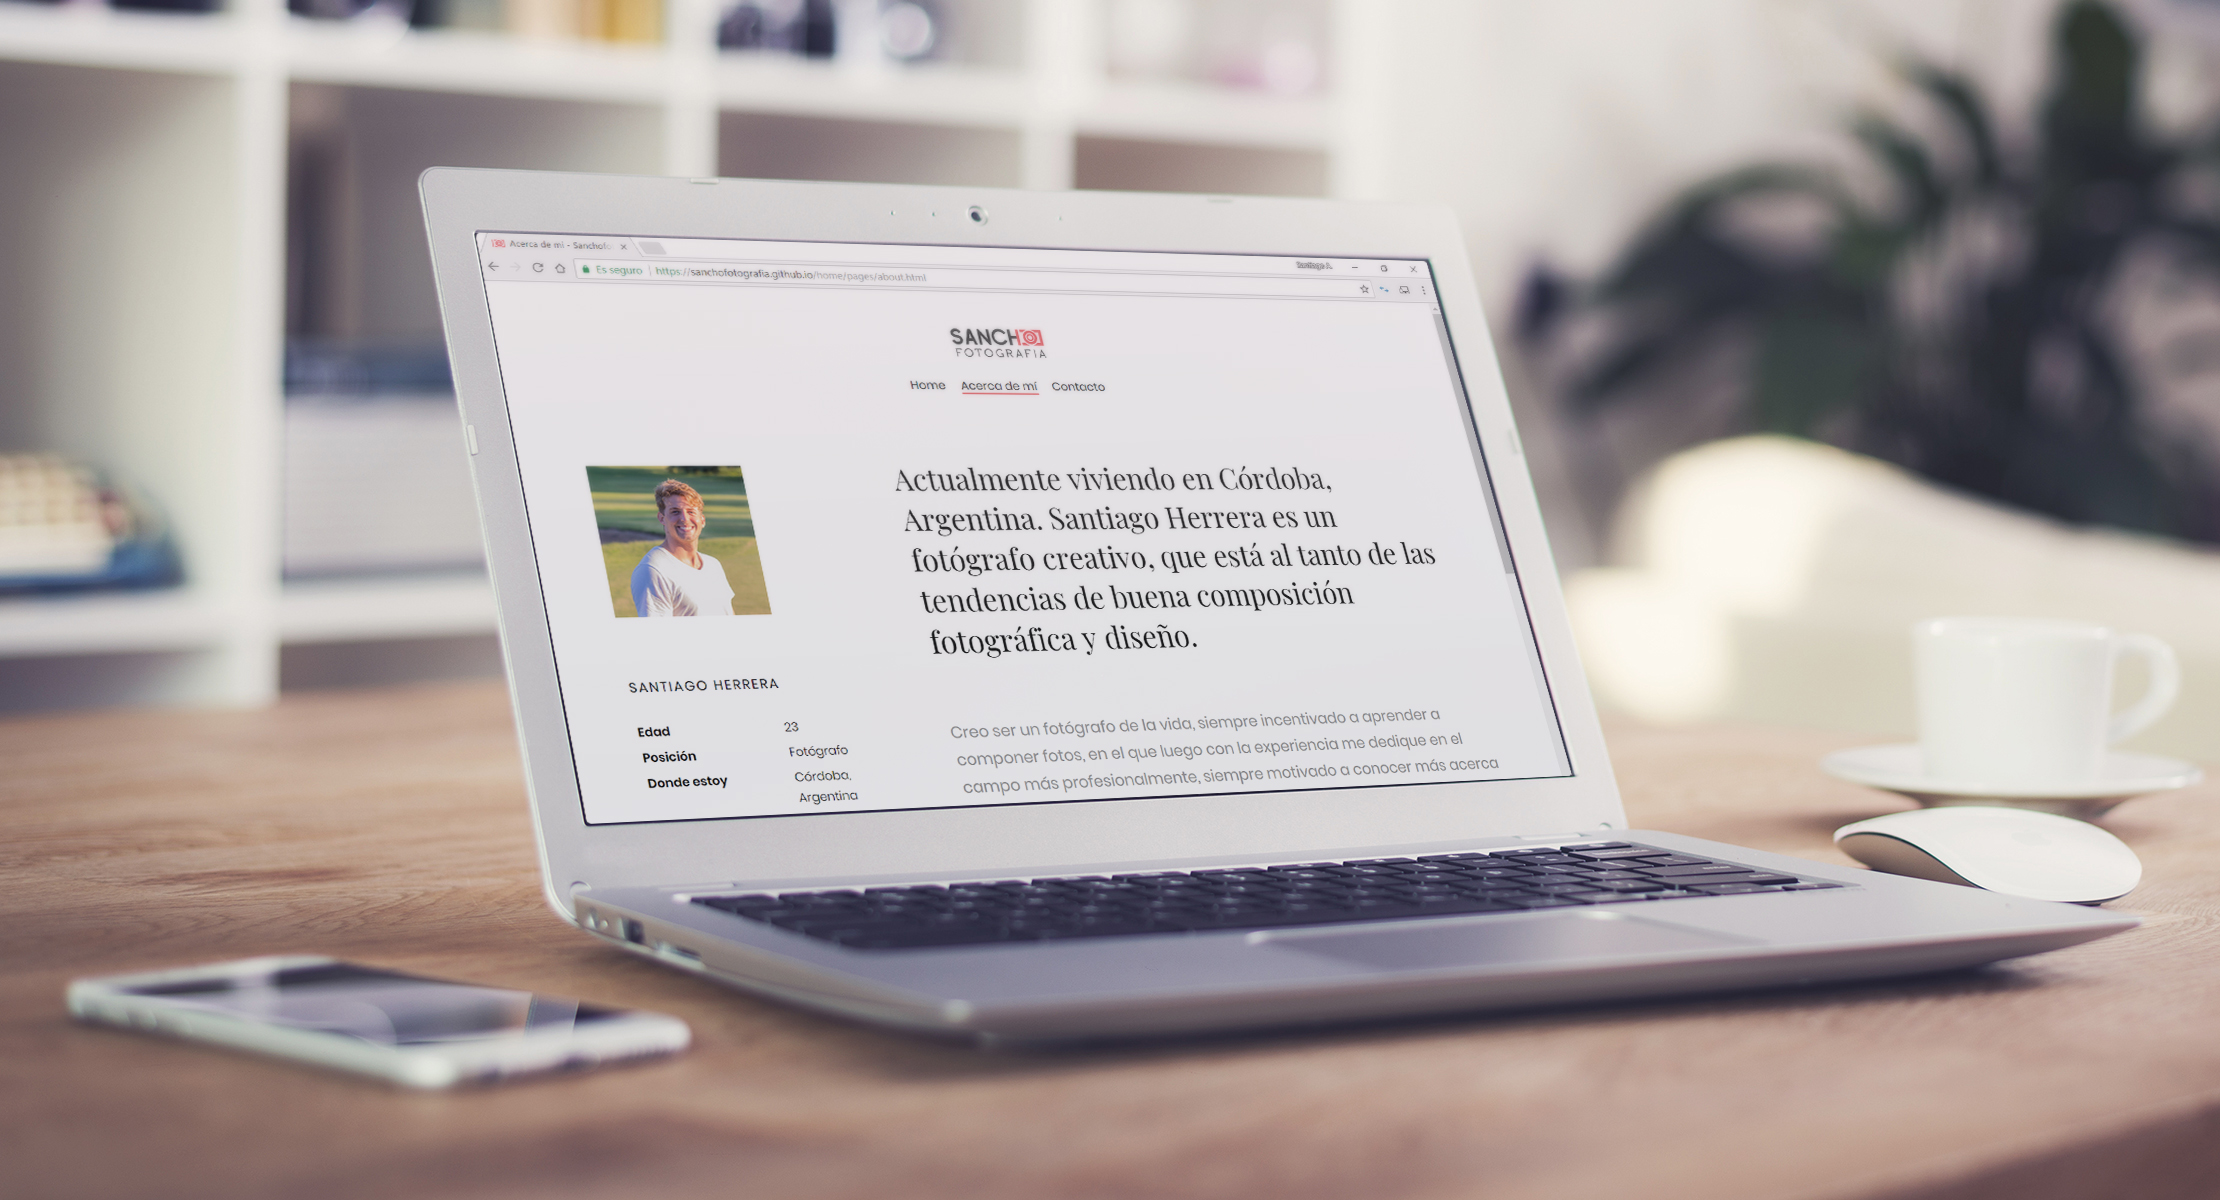 Acerca de mi - Sanchofo
Es seguro | https://sanchofotografia.github.io/home/pages/about.html
SANCHO
FOTOGRAFIA
Home Acerca de mí Contacto
Actualmente viviendo en Córdoba,
Argentina. Santiago Herrera es un
fotógrafo creativo, que está al tanto de las
tendencias de buena composición
fotográfica y diseño.
SANTIAGO HERRERA
Edad 23
Posición Fotógrafo
Donde estoy Córdoba,
Argentina
Creo ser un fotógrafo de la vida, siempre incentivado a aprender a
componer fotos, en el que luego con la experiencia me dedique en el
campo más profesionalmente, siempre motivado a conocer más acerca